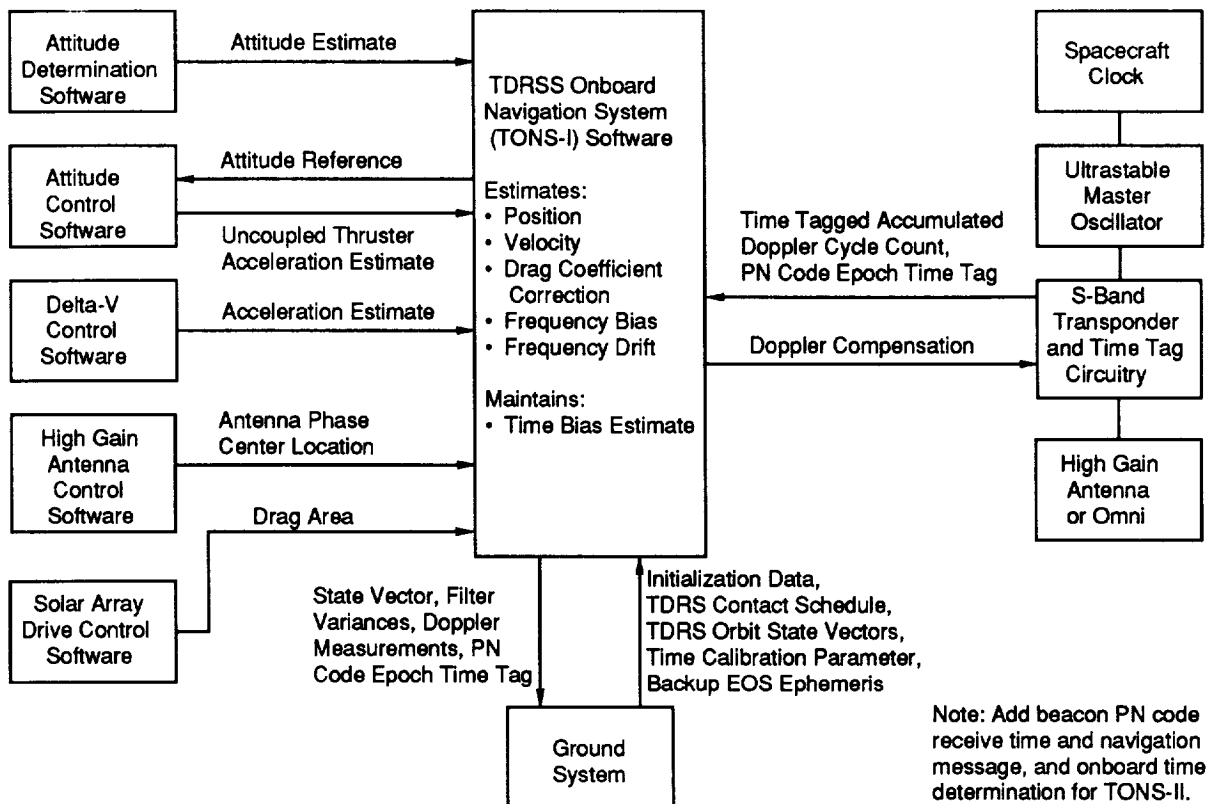 Attitude
Determination
Software
Attitude Estimate
Attitude
Control
Software
Attitude Reference
Uncoupled Thruster
Acceleration Estimate
Delta-V
Control
Software
Acceleration Estimate
High Gain
Antenna
Control
Software
Antenna Phase
Center Location
Solar Array
Drive Control
Software
Drag Area
TDRSS Onboard
Navigation System
(TONS-I) Software
Estimates:
• Position
• Velocity
• Drag Coefficient
Correction
• Frequency Bias
• Frequency Drift
Maintains:
• Time Bias Estimate
Time Tagged Accumulated
Doppler Cycle Count,
PN Code Epoch Time Tag
Doppler Compensation
Spacecraft
Clock
Ultrastable
Master
Oscillator
S-Band
Transponder
and Time Tag
Circuitry
High Gain
Antenna
or Omni
State Vector, Filter
Variances, Doppler
Measurements, PN
Code Epoch Time Tag
Initialization Data,
TDRS Contact Schedule,
TDRS Orbit State Vectors,
Time Calibration Parameter,
Backup EOS Ephemeris
Ground
System
Note: Add beacon PN code
receive time and navigation
message, and onboard time
determination for TONS-II.